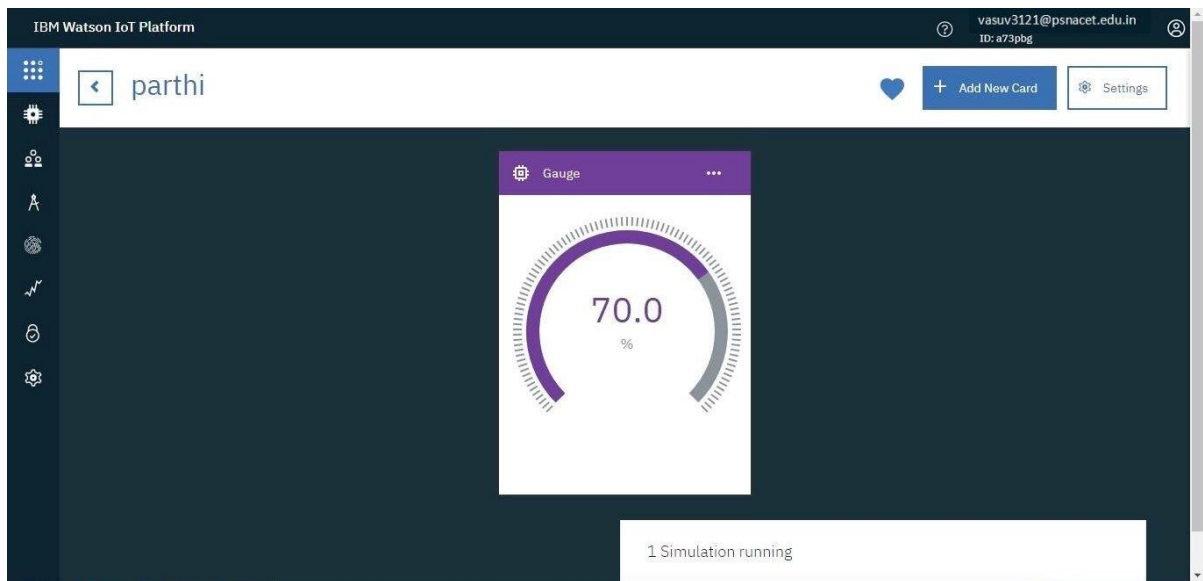 IBM Watson IoT Platform
vasuv3121@psnacet.edu.in
ID: a73pbg
parthi
+ Add New Card
Settings
Gauge
70.0
%
1 Simulation running